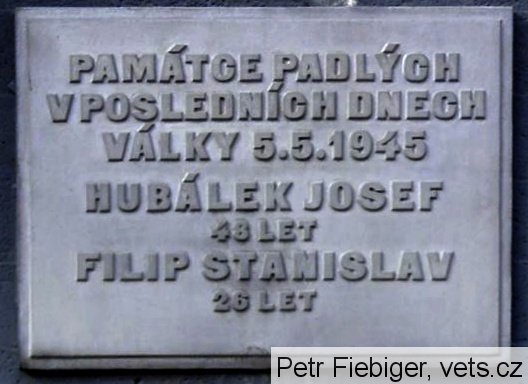 PAMÁTCE PADLÝCH
V POSLEDNÍCH DNECH
VÁLKY 5.5.1945
HUBÁLEK JOSEF
48 LET
FILIP STANISLAV
26 LET
Petr Fiebiger, vets.cz